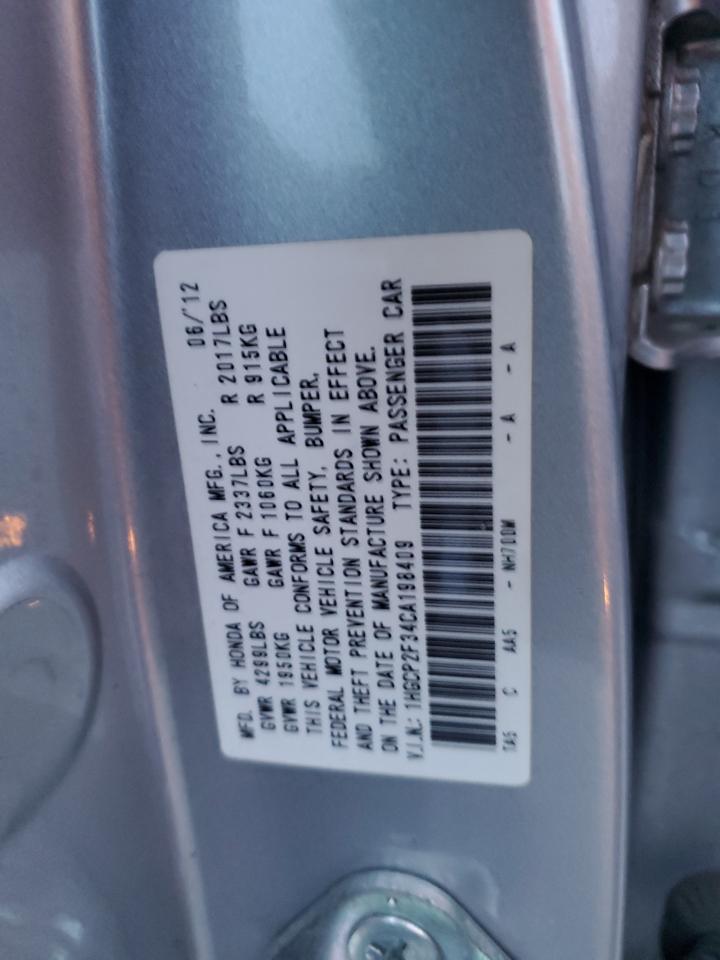 MFD. BY HONDA OF AMERICA MFG., INC. 06/'12
GVWR 4299LBS GAWR F 2337LBS R 2017LBS
GVWR 1950KG GAWR F 1060KG R 915KG
THIS VEHICLE CONFORMS TO ALL APPLICABLE
FEDERAL MOTOR VEHICLE SAFETY, BUMPER,
AND THEFT PREVENTION STANDARDS IN EFFECT
ON THE DATE OF MANUFACTURE SHOWN ABOVE.
V.I.N.: 1HGCP2F34CA198409 TYPE: PASSENGER CAR
TA5 C AA5 - NH700M - A - A